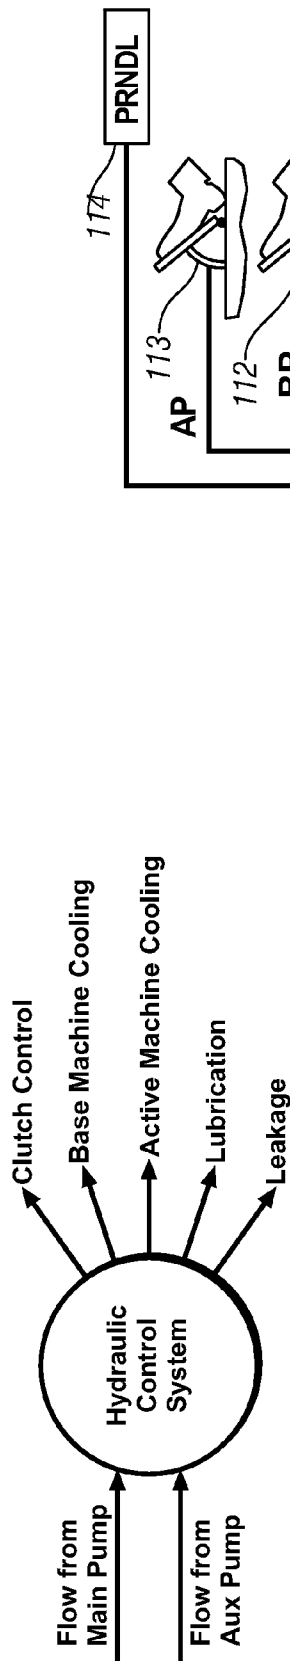 PRNDL
114
113
AP
112
Clutch Control
Base Machine Cooling
Active Machine Cooling
Lubrication
Leakage
Hydraulic
Control
System
Flow from
Main Pump
Flow from
Aux Pump